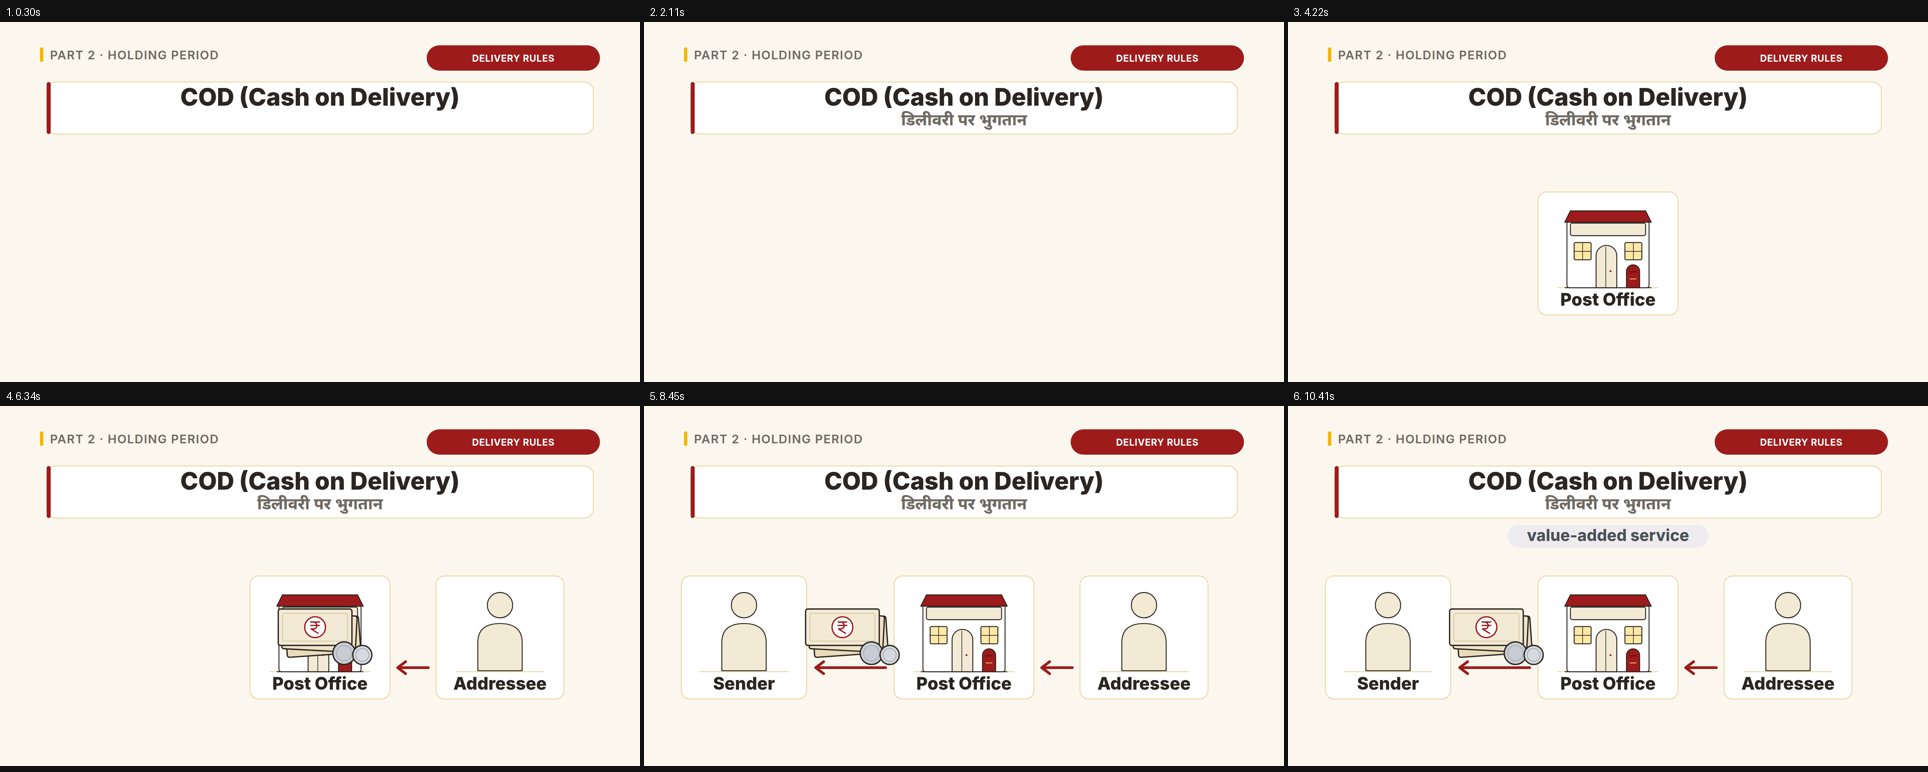 1. 0.30s
PART 2 · HOLDING PERIOD
DELIVERY RULES
COD (Cash on Delivery)
2. 2.11s
PART 2 · HOLDING PERIOD
DELIVERY RULES
COD (Cash on Delivery)
डिलीवरी पर भुगतान
3. 4.22s
PART 2 · HOLDING PERIOD
DELIVERY RULES
COD (Cash on Delivery)
डिलीवरी पर भुगतान
Post Office
4. 6.34s
PART 2 · HOLDING PERIOD
DELIVERY RULES
COD (Cash on Delivery)
डिलीवरी पर भुगतान
₹
Post Office
Addressee
5. 8.45s
PART 2 · HOLDING PERIOD
DELIVERY RULES
COD (Cash on Delivery)
डिलीवरी पर भुगतान
₹
Sender
Post Office
Addressee
6. 10.41s
PART 2 · HOLDING PERIOD
DELIVERY RULES
COD (Cash on Delivery)
डिलीवरी पर भुगतान
value-added service
₹
Sender
Post Office
Addressee